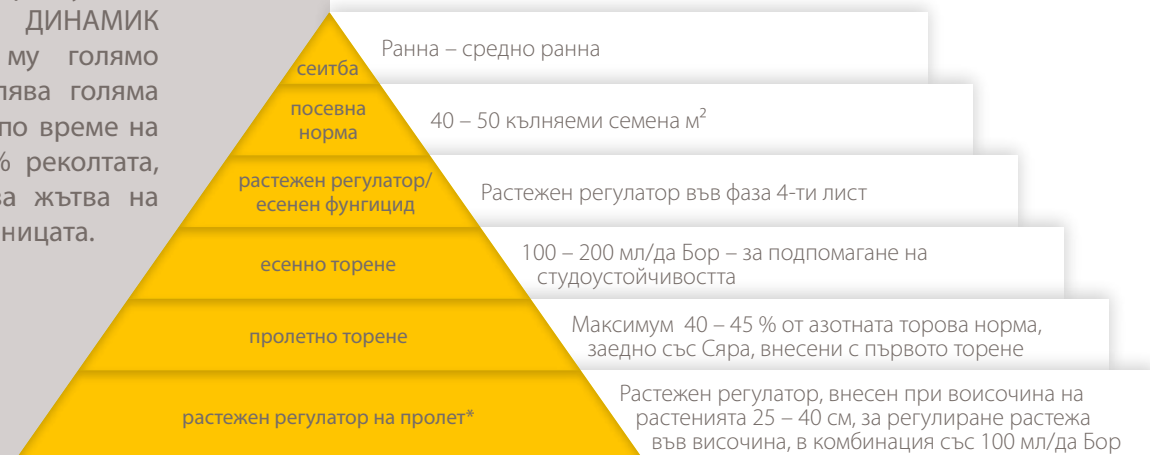 ДИНАМИК
му голямо
голяма
по време на
% реколтата,
жътва на
сеитба
Ранна – средно ранна
посевна
норма
40 – 50 кълняеми семена м²
растежен регулатор/
есенен фунгицид
Растежен регулатор във фаза 4-ти лист
есенно торене
100 – 200 мл/да Бор – за подпомагане на
студоустойчивостта
пролетно торене
Максимум 40 – 45 % от азотната торова норма,
заедно със Сяра, внесени с първото торене
растежен регулатор на пролет*
Растежен регулатор, внесен при воисочина на
растенията 25 – 40 см, за регулиране растежа
във височина, в комбинация със 100 мл/да Бор